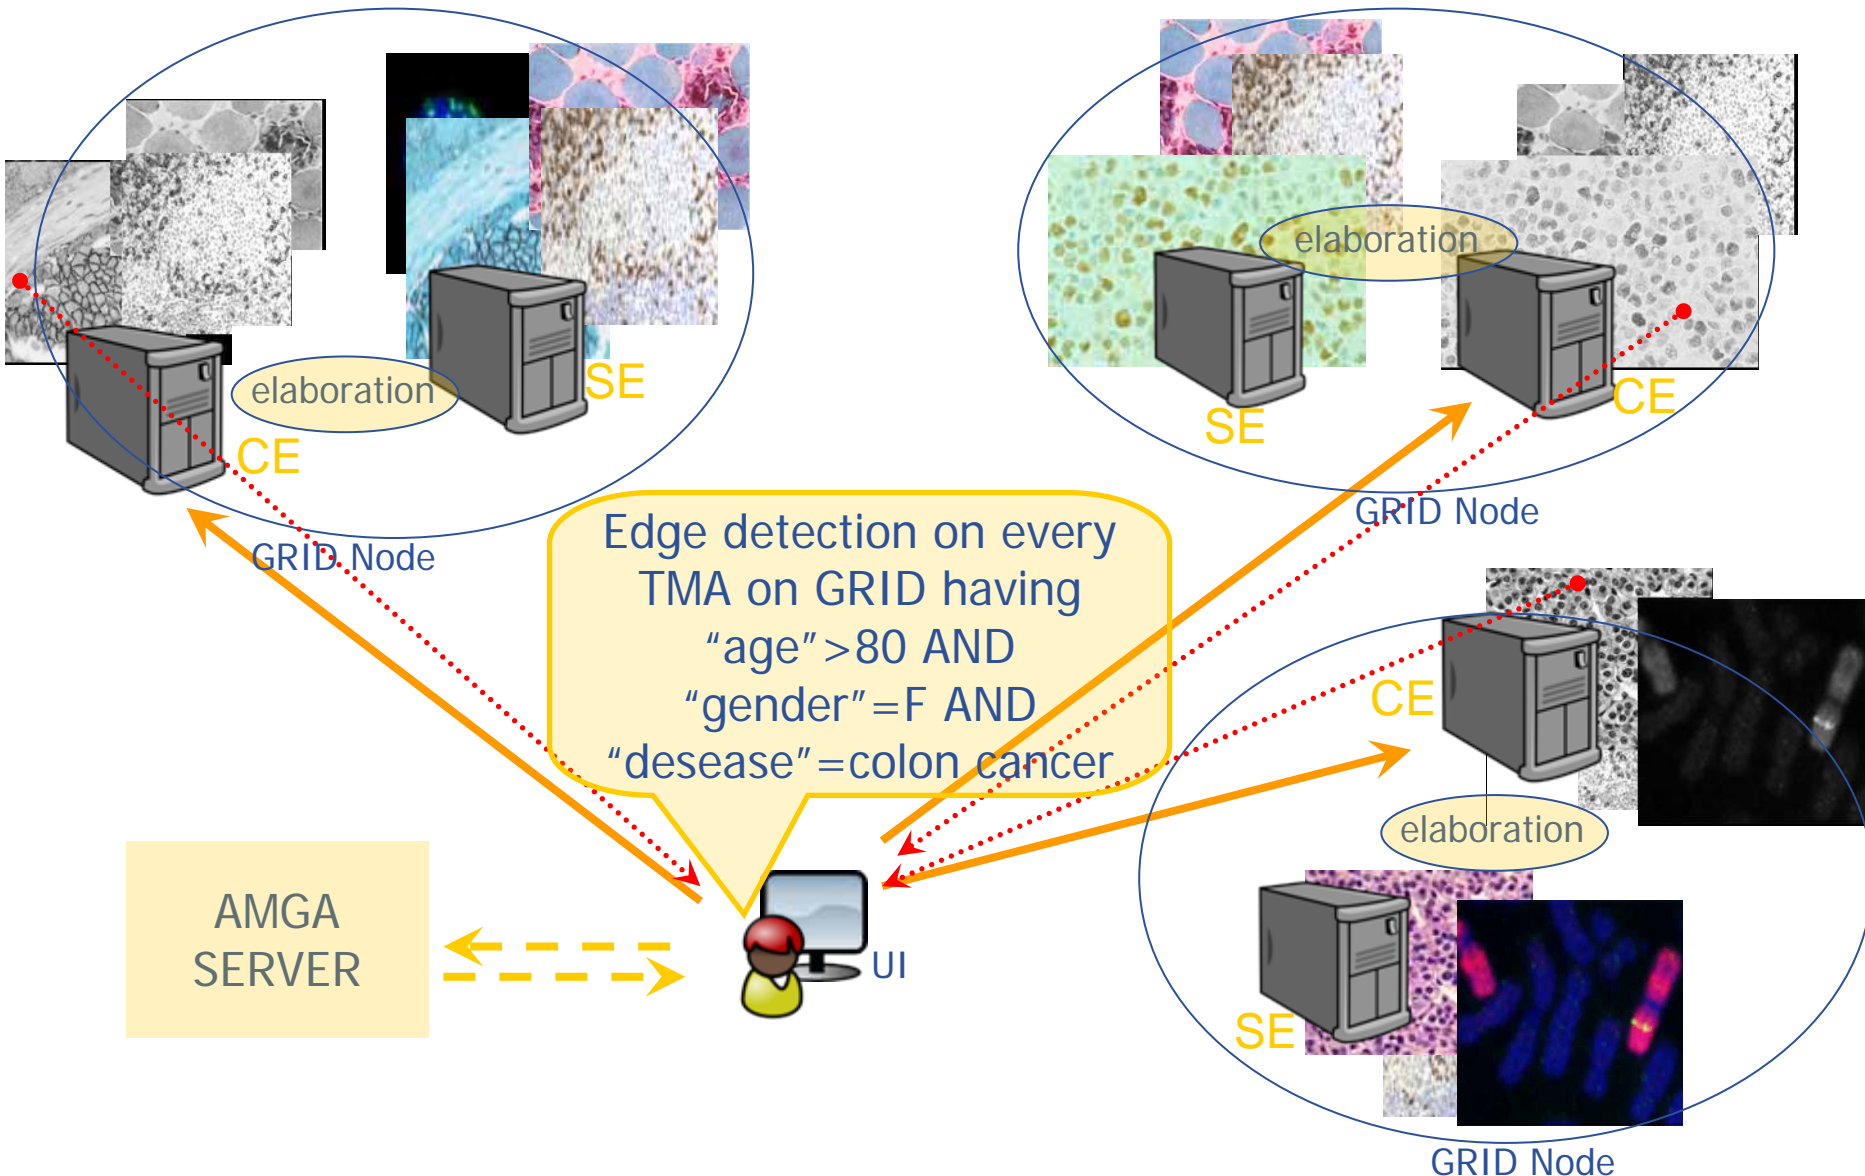 elaboration
SE
CE
GRID Node
elaboration
SE
CE
GRID Node
Edge detection on every
TMA on GRID having
“age”>80 AND
“gender”=F AND
“desease”=colon cancer
CE
elaboration
SE
GRID Node
AMGA
SERVER
UI